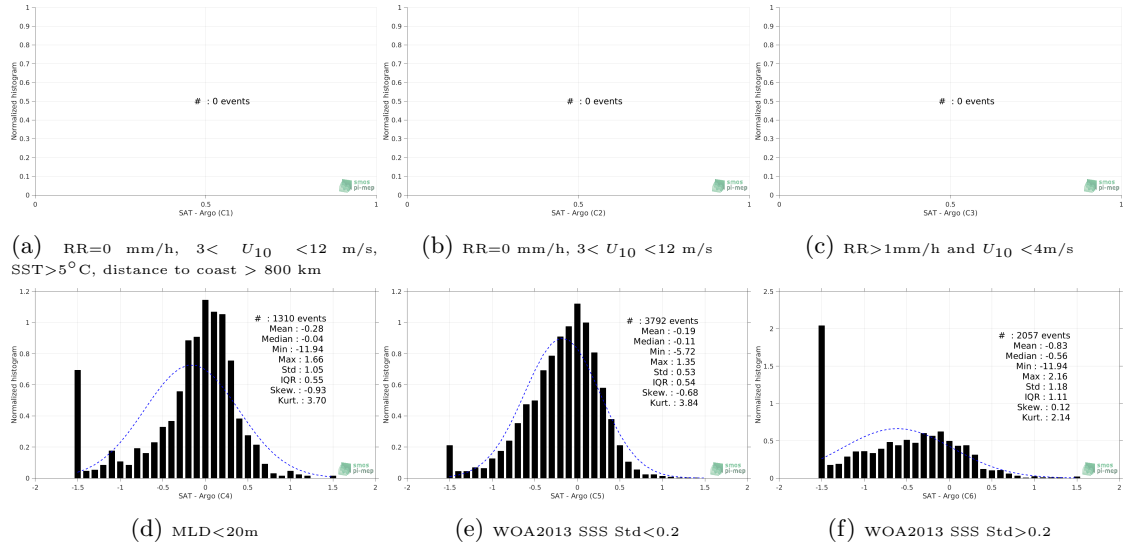 1
0.9
0.8
0.7
0.6
0.5
0.4
0.3
0.2
0.1
0
Normalized histogram
# : 0 events
smos
pi-mep
0 0.5 1
SAT - Argo (C1)
1
0.9
0.8
0.7
0.6
0.5
0.4
0.3
0.2
0.1
0
Normalized histogram
# : 0 events
smos
pi-mep
0 0.5 1
SAT - Argo (C2)
1
0.9
0.8
0.7
0.6
0.5
0.4
0.3
0.2
0.1
0
Normalized histogram
# : 0 events
smos
pi-mep
0 0.5 1
SAT - Argo (C3)
(a) RR=0 mm/h, 3< U10 <12 m/s,
SST>5°C, distance to coast > 800 km
(b) RR=0 mm/h, 3< U10 <12 m/s
(c) RR>1mm/h and U10 <4m/s
1.2
1
0.8
0.6
0.4
0.2
0
Normalized histogram
# : 1310 events
Mean : -0.28
Median : -0.04
Min : -11.94
Max : 1.66
Std : 1.05
IQR : 0.55
Skew. : -0.93
Kurt. : 3.70
smos
pi-mep
-2 -1.5 -1 -0.5 0 0.5 1 1.5 2
SAT - Argo (C4)
1.2
1
0.8
0.6
0.4
0.2
0
Normalized histogram
# : 3792 events
Mean : -0.19
Median : -0.11
Min : -5.72
Max : 1.35
Std : 0.53
IQR : 0.54
Skew. : -0.68
Kurt. : 3.84
smos
pi-mep
-2 -1.5 -1 -0.5 0 0.5 1 1.5 2
SAT - Argo (C5)
2.5
2
1.5
1
0.5
0
Normalized histogram
# : 2057 events
Mean : -0.83
Median : -0.56
Min : -11.94
Max : 2.16
Std : 1.18
IQR : 1.11
Skew. : 0.12
Kurt. : 2.14
smos
pi-mep
-2 -1.5 -1 -0.5 0 0.5 1 1.5 2
SAT - Argo (C6)
(d) MLD<20m
(e) WOA2013 SSS Std<0.2
(f) WOA2013 SSS Std>0.2